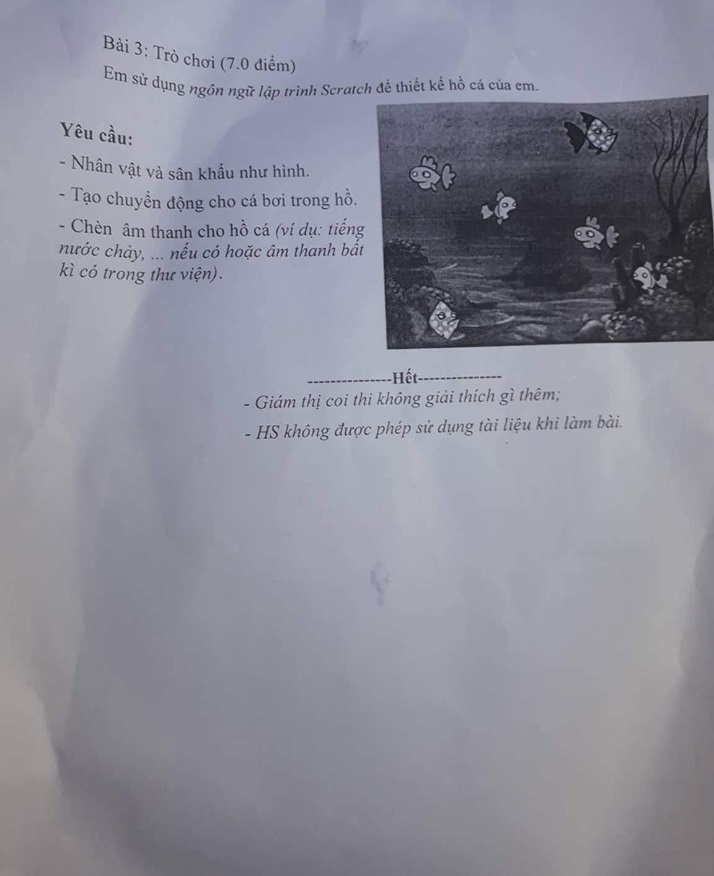 Bài 3: Trò chơi (7.0 điểm)
Em sử dụng ngôn ngữ lập trình Scratch để thiết kế hồ cá của em.
Yêu cầu:
- Nhân vật và sân khấu như hình.
- Tạo chuyển động cho cá bơi trong hồ.
- Chèn âm thanh cho hồ cá (ví dụ: tiếng
nước chảy, ... nếu có hoặc âm thanh bất
kì có trong thư viện).
---------------Hết---------------
- Giám thị coi thi không giải thích gì thêm;
- HS không được phép sử dụng tài liệu khi làm bài.